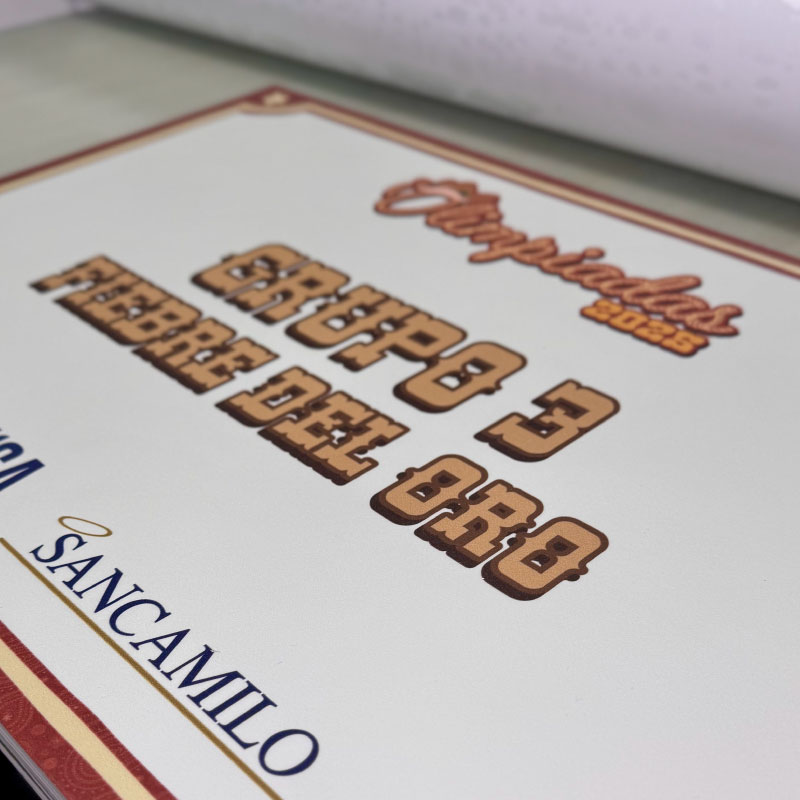 Olimpiadas
2025
GRUPO 3
FIEBRE DEL ORO
SANCAMILO